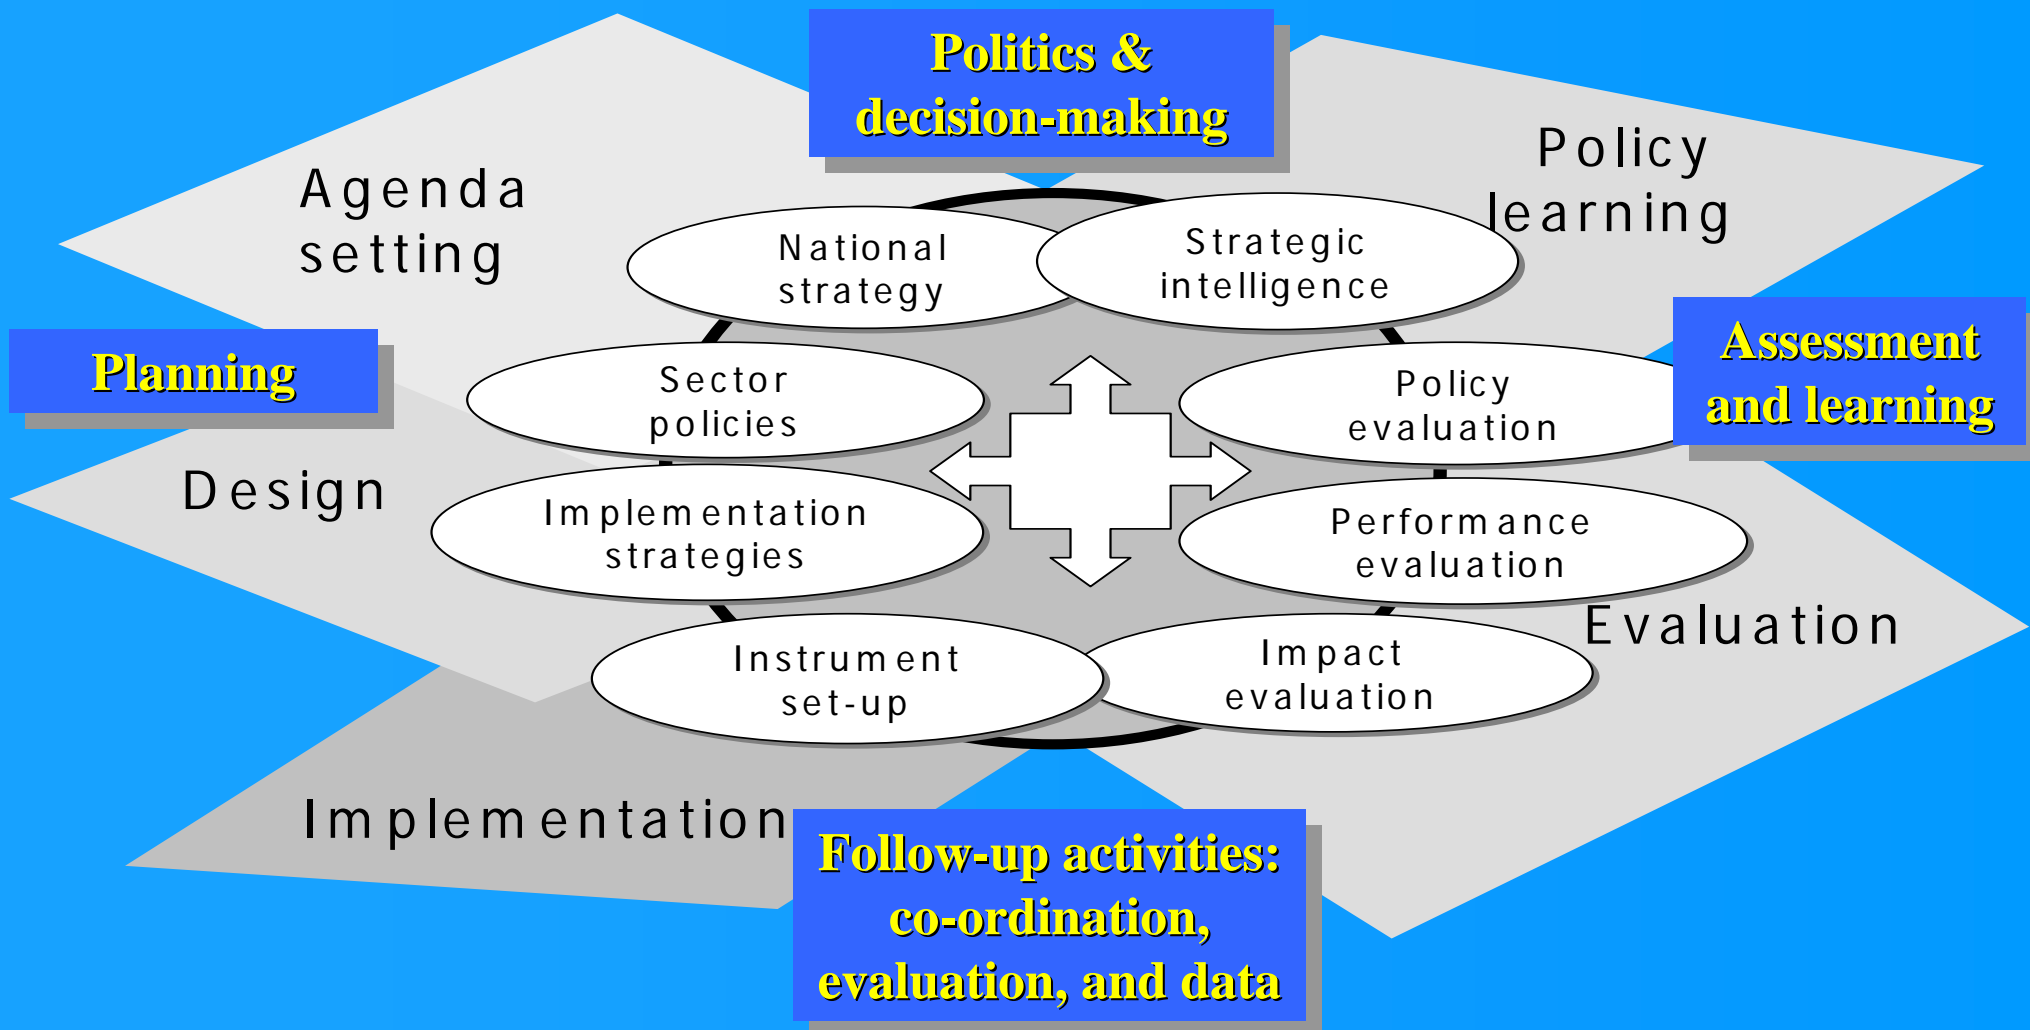 Politics &
decision-making
Agenda
setting
Policy
learning
National
strategy
Strategic
intelligence
Planning
Assessment
and learning
Sector
policies
Policy
evaluation
Design
Implementation
strategies
Performance
evaluation
Evaluation
Instrument
set-up
Impact
evaluation
Implementation
Follow-up activities:
co-ordination,
evaluation, and data